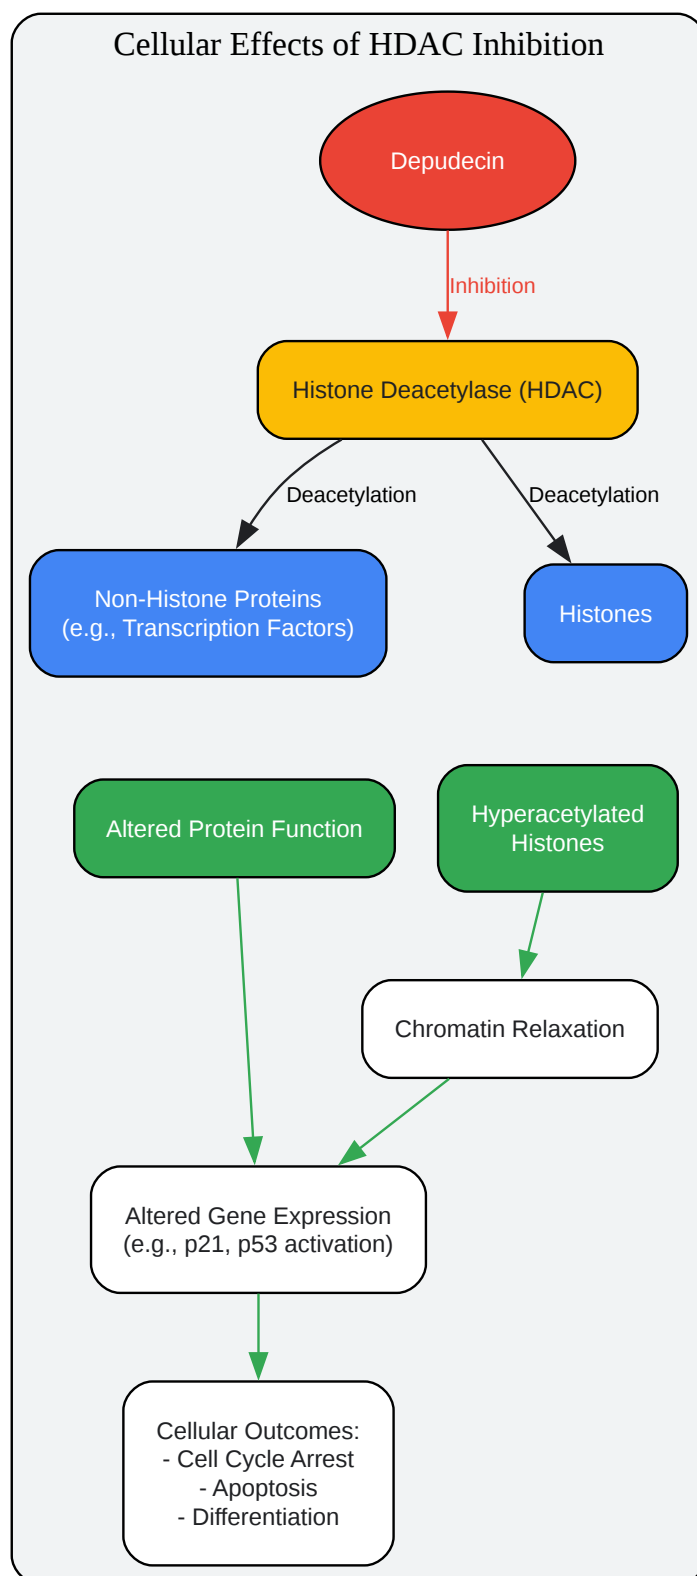 Cellular Effects of HDAC Inhibition
Depudecin
Inhibition
Histone Deacetylase (HDAC)
Deacetylation
Deacetylation
Non-Histone Proteins
(e.g., Transcription Factors)
Histones
Altered Protein Function
Hyperacetylated
Histones
Chromatin Relaxation
Altered Gene Expression
(e.g., p21, p53 activation)
Cellular Outcomes:
- Cell Cycle Arrest
- Apoptosis
- Differentiation